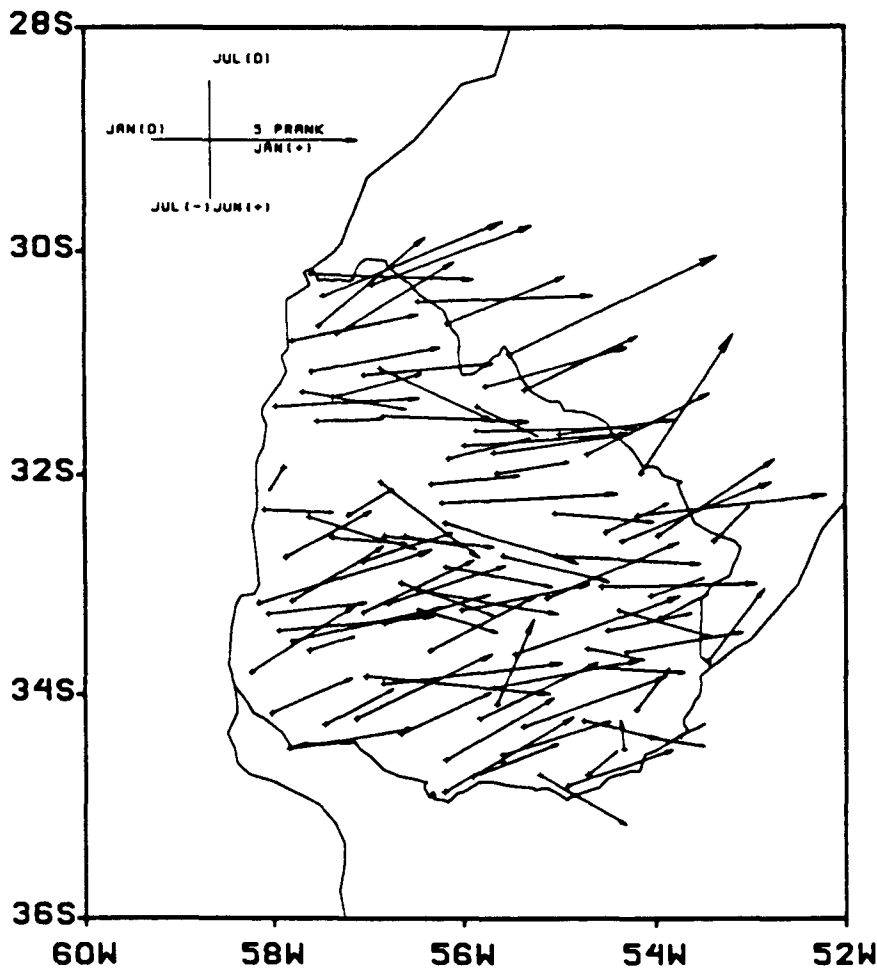 28S
JUL(0)
JAN(0) 5 PRANK
JAN(+)
JUL(-)JUN(+)
30S
32S
34S
36S
60W 58W 56W 54W 52W